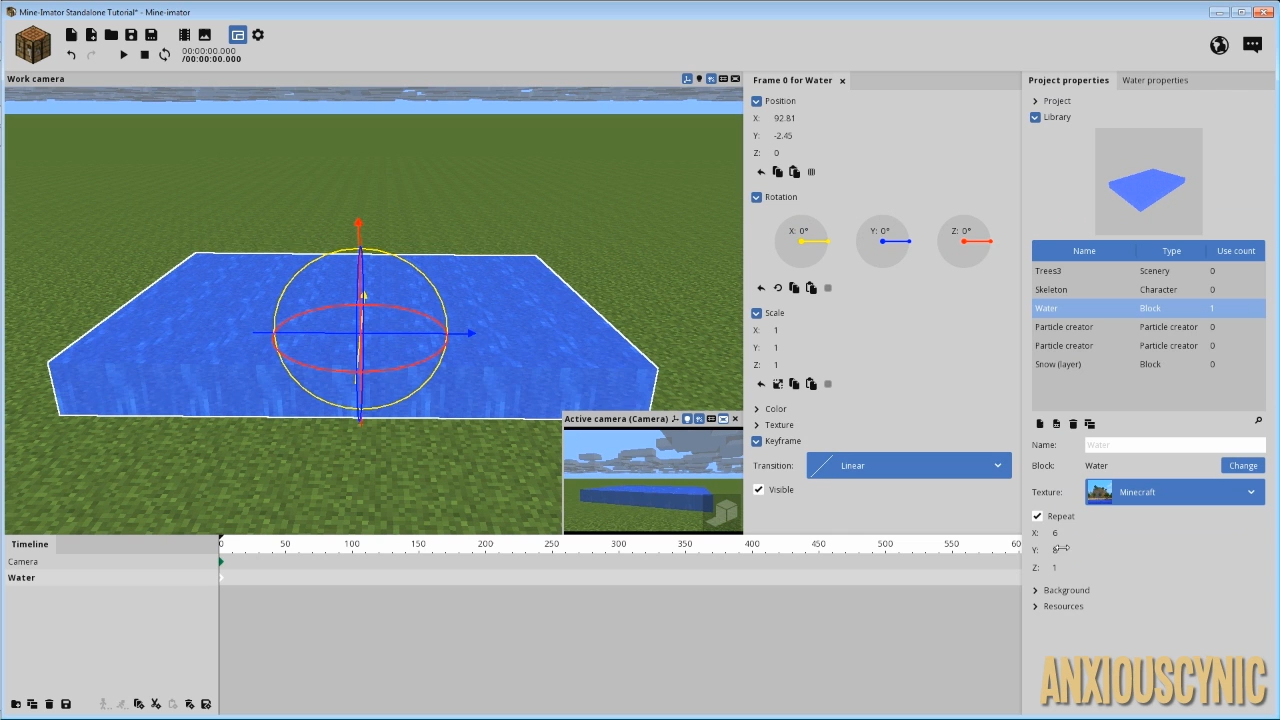 Mine-Imator Standalone Tutorial* - Mine-imator
00:00:00.000
/00:00:00.000
Work camera
Active camera (Camera)
Frame 0 for Water
Position
X: 92.81
Y: -2.45
Z: 0
Rotation
X: 0° Y: 0° Z: 0°
Scale
X: 1
Y: 1
Z: 1
Color
Texture
Keyframe
Transition: Linear
Visible
Project properties Water properties
Project
Library
Name Type Use count
Trees3 Scenery 0
Skeleton Character 0
Water Block 1
Particle creator Particle creator 0
Particle creator Particle creator 0
Snow (layer) Block 0
Name: Water
Block: Water Change
Texture: Minecraft
Repeat
X: 6
Y:
Z: 1
Background
Resources
Timeline
0 50 100 150 200 250 300 350 400 450 500 550
Camera
Water
ANXIOUSCYNIC